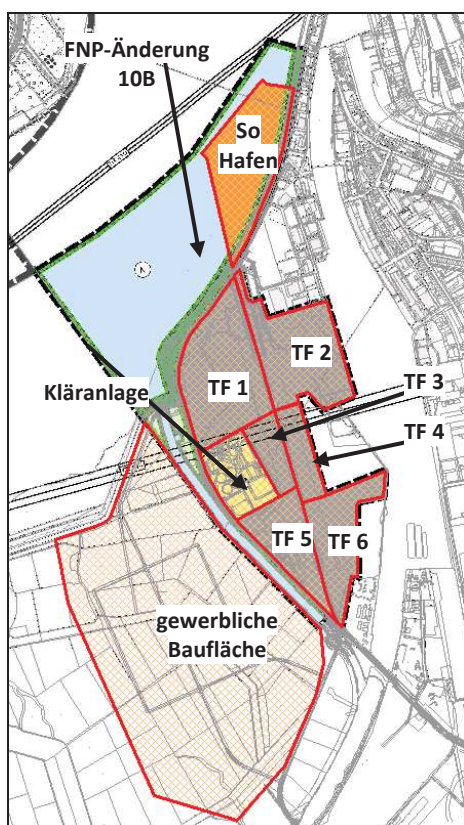 FNP-Änderung
10B
So
Hafen
TF 2
TF 1
TF 3
Kläranlage
TF 4
TF 5
TF 6
gewerbliche
Baufläche